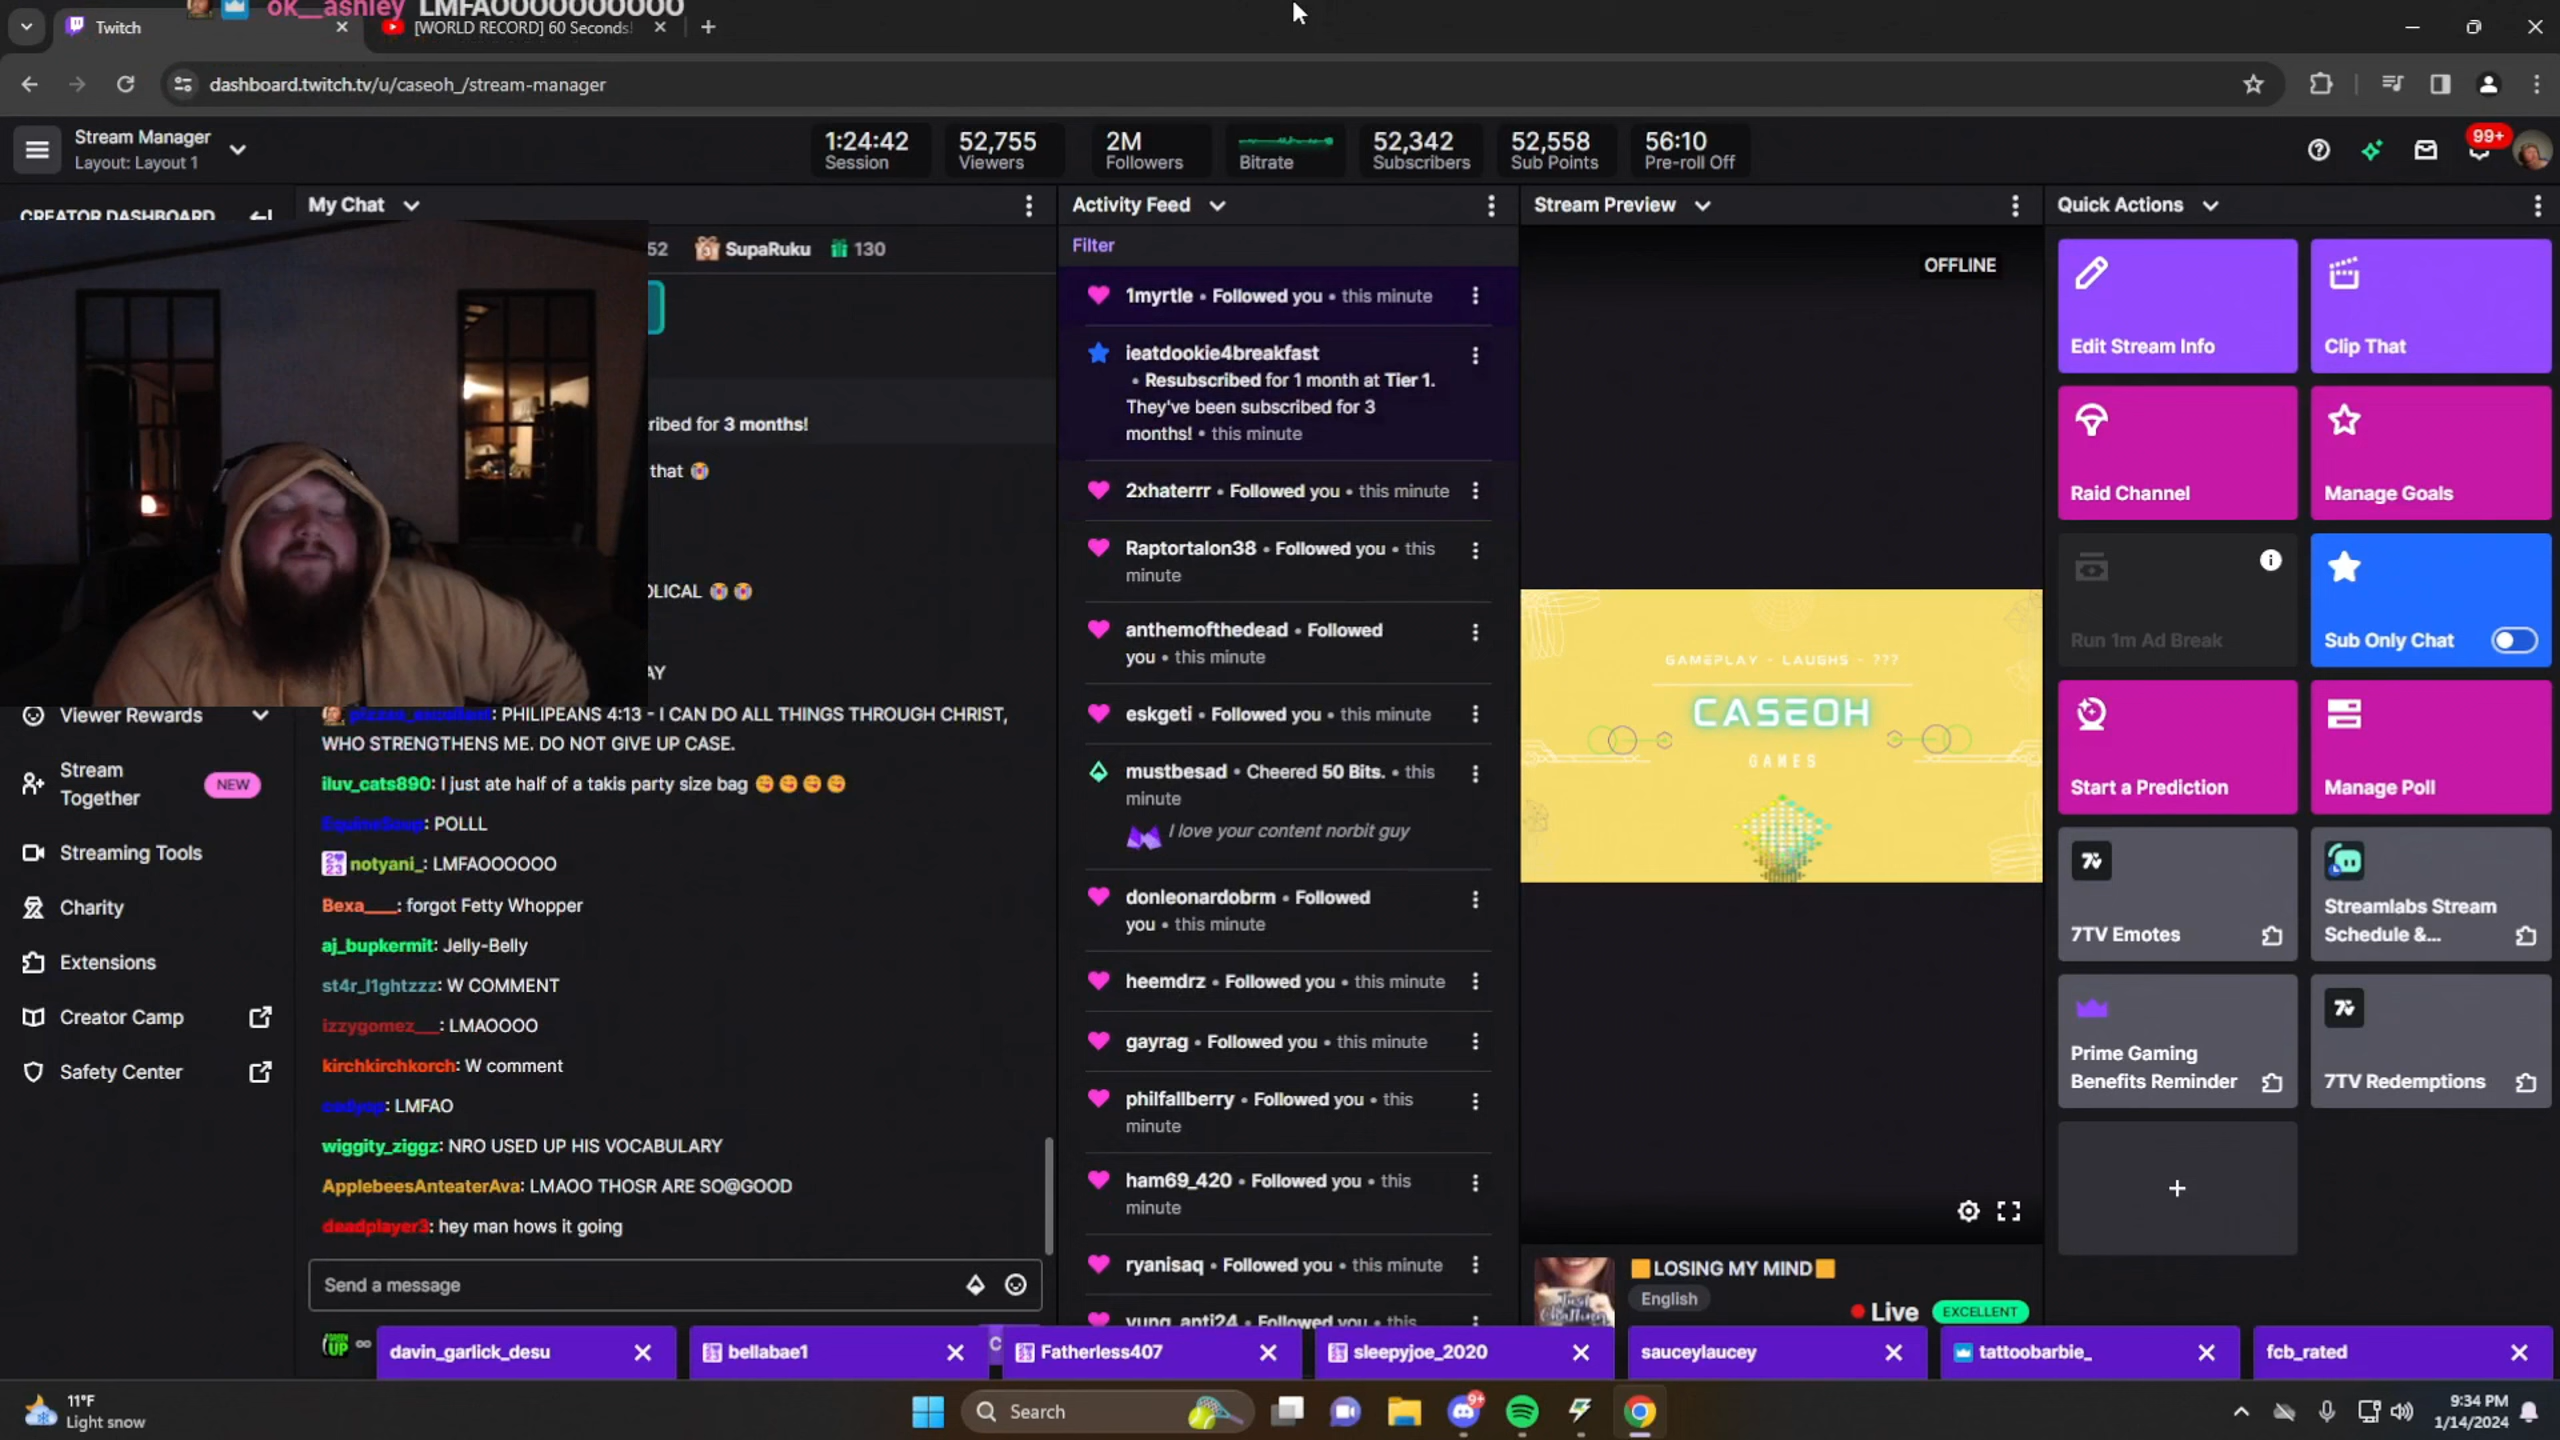 ok__ashley LMFAOOOOOOOOOO
Twitch
[WORLD RECORD] 60 Seconds!
dashboard.twitch.tv/u/caseoh_/stream-manager
Stream Manager
Layout: Layout 1
1:24:42
Session
52,755
Viewers
2M
Followers
Bitrate
52,342
Subscribers
52,558
Sub Points
56:10
Pre-roll Off
99+
CREATOR DASHBOARD
Viewer Rewards
Stream
Together
NEW
Streaming Tools
Charity
Extensions
Creator Camp
Safety Center
My Chat
52
SupaRuku 130
ribed for 3 months!
that
OLICAL
AY
: PHILIPEANS 4:13 - I CAN DO ALL THINGS THROUGH CHRIST,
WHO STRENGTHENS ME. DO NOT GIVE UP CASE.
iluv_cats890: I just ate half of a takis party size bag 😋😋😋😋
EquineSoup: POLLL
notyani_: LMFAOOOOOO
Bexa___: forgot Fetty Whopper
aj_bupkermit: Jelly-Belly
st4r_l1ghtzzz: W COMMENT
izzygomez___: LMAOOOO
kirchkirchkorch: W comment
: LMFAO
wiggity_ziggz: NRO USED UP HIS VOCABULARY
ApplebeesAnteaterAva: LMAOO THOSR ARE SO@GOOD
deadplayer3: hey man hows it going
Send a message
Activity Feed
Filter
1myrtle • Followed you • this minute
ieatdookie4breakfast
• Resubscribed for 1 month at Tier 1.
They've been subscribed for 3
months! • this minute
2xhaterrr • Followed you • this minute
Raptortalon38 • Followed you • this
minute
anthemofthedead • Followed
you • this minute
eskgeti • Followed you • this minute
mustbesad • Cheered 50 Bits. • this
minute
I love your content norbit guy
donleonardobrm • Followed
you • this minute
heemdrz • Followed you • this minute
gayrag • Followed you • this minute
philfallberry • Followed you • this
minute
ham69_420 • Followed you • this
minute
ryanisaq • Followed you • this minute
yung_anti24 • Followed you • this
Stream Preview
OFFLINE
GAMEPLAY - LAUGHS - ???
CASEOH
GAMES
🟧LOSING MY MIND🟧
English
Live
EXCELLENT
Quick Actions
Edit Stream Info
Clip That
Raid Channel
Manage Goals
Run 1m Ad Break
Sub Only Chat
Start a Prediction
Manage Poll
7TV Emotes
Streamlabs Stream
Schedule &...
Prime Gaming
Benefits Reminder
7TV Redemptions
davin_garlick_desu
bellabae1
Fatherless407
sleepyjoe_2020
sauceylaucey
tattoobarbie_
fcb_rated
11°F
Light snow
Search
9+
9:34 PM
1/14/2024